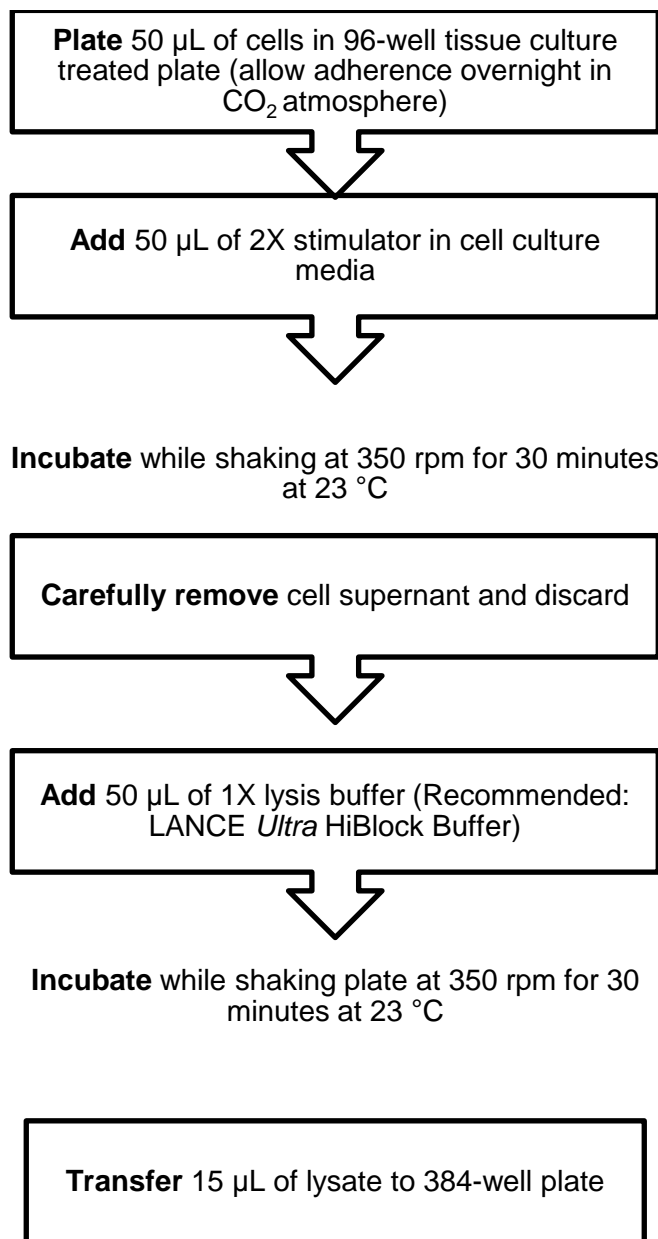 Plate 50 µL of cells in 96-well tissue culture
treated plate (allow adherence overnight in
CO₂ atmosphere)
Add 50 µL of 2X stimulator in cell culture
media
Incubate while shaking at 350 rpm for 30 minutes
at 23 °C
Carefully remove cell supernant and discard
Add 50 µL of 1X lysis buffer (Recommended:
LANCE Ultra HiBlock Buffer)
Incubate while shaking plate at 350 rpm for 30
minutes at 23 °C
Transfer 15 µL of lysate to 384-well plate